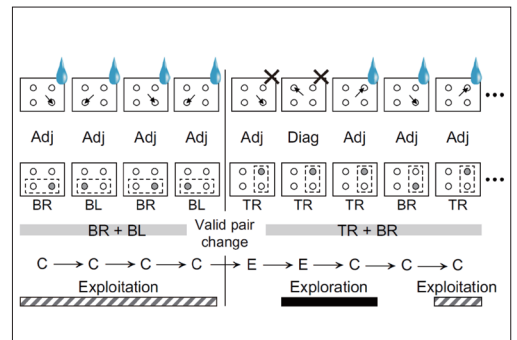 Adj Adj Adj Adj Adj Diag Adj Adj Adj
BR BL BR BL TR TR TR BR TR
BR + BL Valid pair change TR + BR
C → C → C → C → E → E → C → C → C
Exploitation Exploration Exploitation